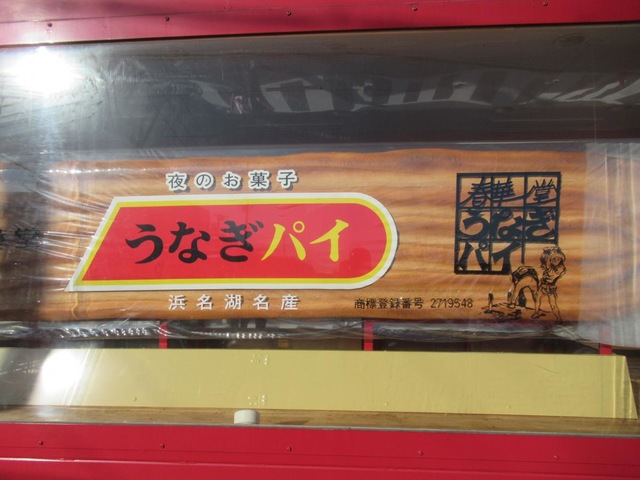 夜のお菓子
うなぎパイ
浜名湖名産
商標登録番号 2719548
春華堂
うなぎ
パイ